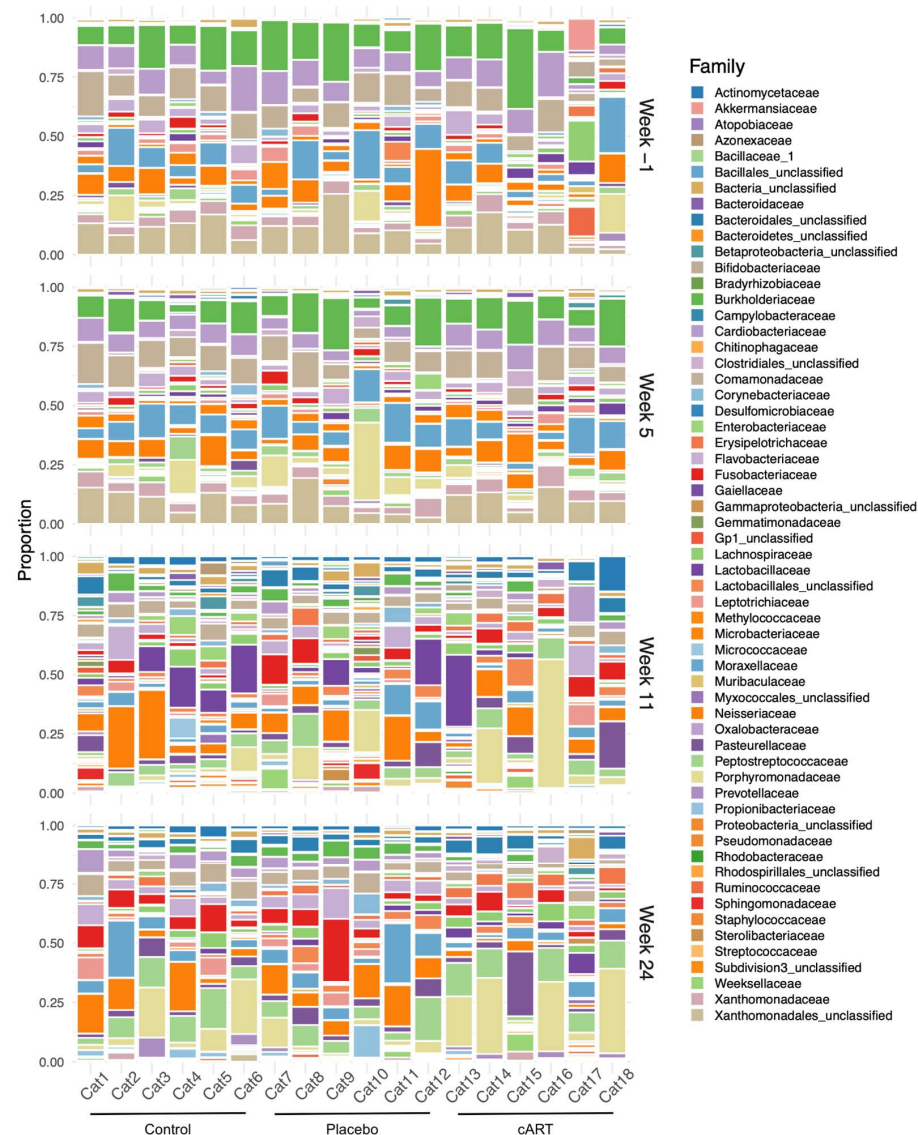 1.00
0.75
0.50
0.25
0.00
Week −1
1.00
0.75
0.50
0.25
0.00
Week 5
1.00
0.75
0.50
0.25
0.00
Week 11
1.00
0.75
0.50
0.25
0.00
Week 24
Proportion
Cat1 Cat2 Cat3 Cat4 Cat5 Cat6 Cat7 Cat8 Cat9 Cat10 Cat11 Cat12 Cat13 Cat14 Cat15 Cat16 Cat17 Cat18
Control Placebo cART
Family
Actinomycetaceae
Akkermansiaceae
Atopobiaceae
Azonexaceae
Bacillaceae_1
Bacillales_unclassified
Bacteria_unclassified
Bacteroidaceae
Bacteroidales_unclassified
Bacteroidetes_unclassified
Betaproteobacteria_unclassified
Bifidobacteriaceae
Bradyrhizobiaceae
Burkholderiaceae
Campylobacteraceae
Cardiobacteriaceae
Chitinophagaceae
Clostridiales_unclassified
Comamonadaceae
Corynebacteriaceae
Desulfomicrobiaceae
Enterobacteriaceae
Erysipelotrichaceae
Flavobacteriaceae
Fusobacteriaceae
Gaiellaceae
Gammaproteobacteria_unclassified
Gemmatimonadaceae
Gp1_unclassified
Lachnospiraceae
Lactobacillaceae
Lactobacillales_unclassified
Leptotrichiaceae
Methylococcaceae
Microbacteriaceae
Micrococcaceae
Moraxellaceae
Muribaculaceae
Myxococcales_unclassified
Neisseriaceae
Oxalobacteraceae
Pasteurellaceae
Peptostreptococcaceae
Porphyromonadaceae
Prevotellaceae
Propionibacteriaceae
Proteobacteria_unclassified
Pseudomonadaceae
Rhodobacteraceae
Rhodospirillales_unclassified
Ruminococcaceae
Sphingomonadaceae
Staphylococcaceae
Sterolibacteriaceae
Streptococcaceae
Subdivision3_unclassified
Weeksellaceae
Xanthomonadaceae
Xanthomonadales_unclassified